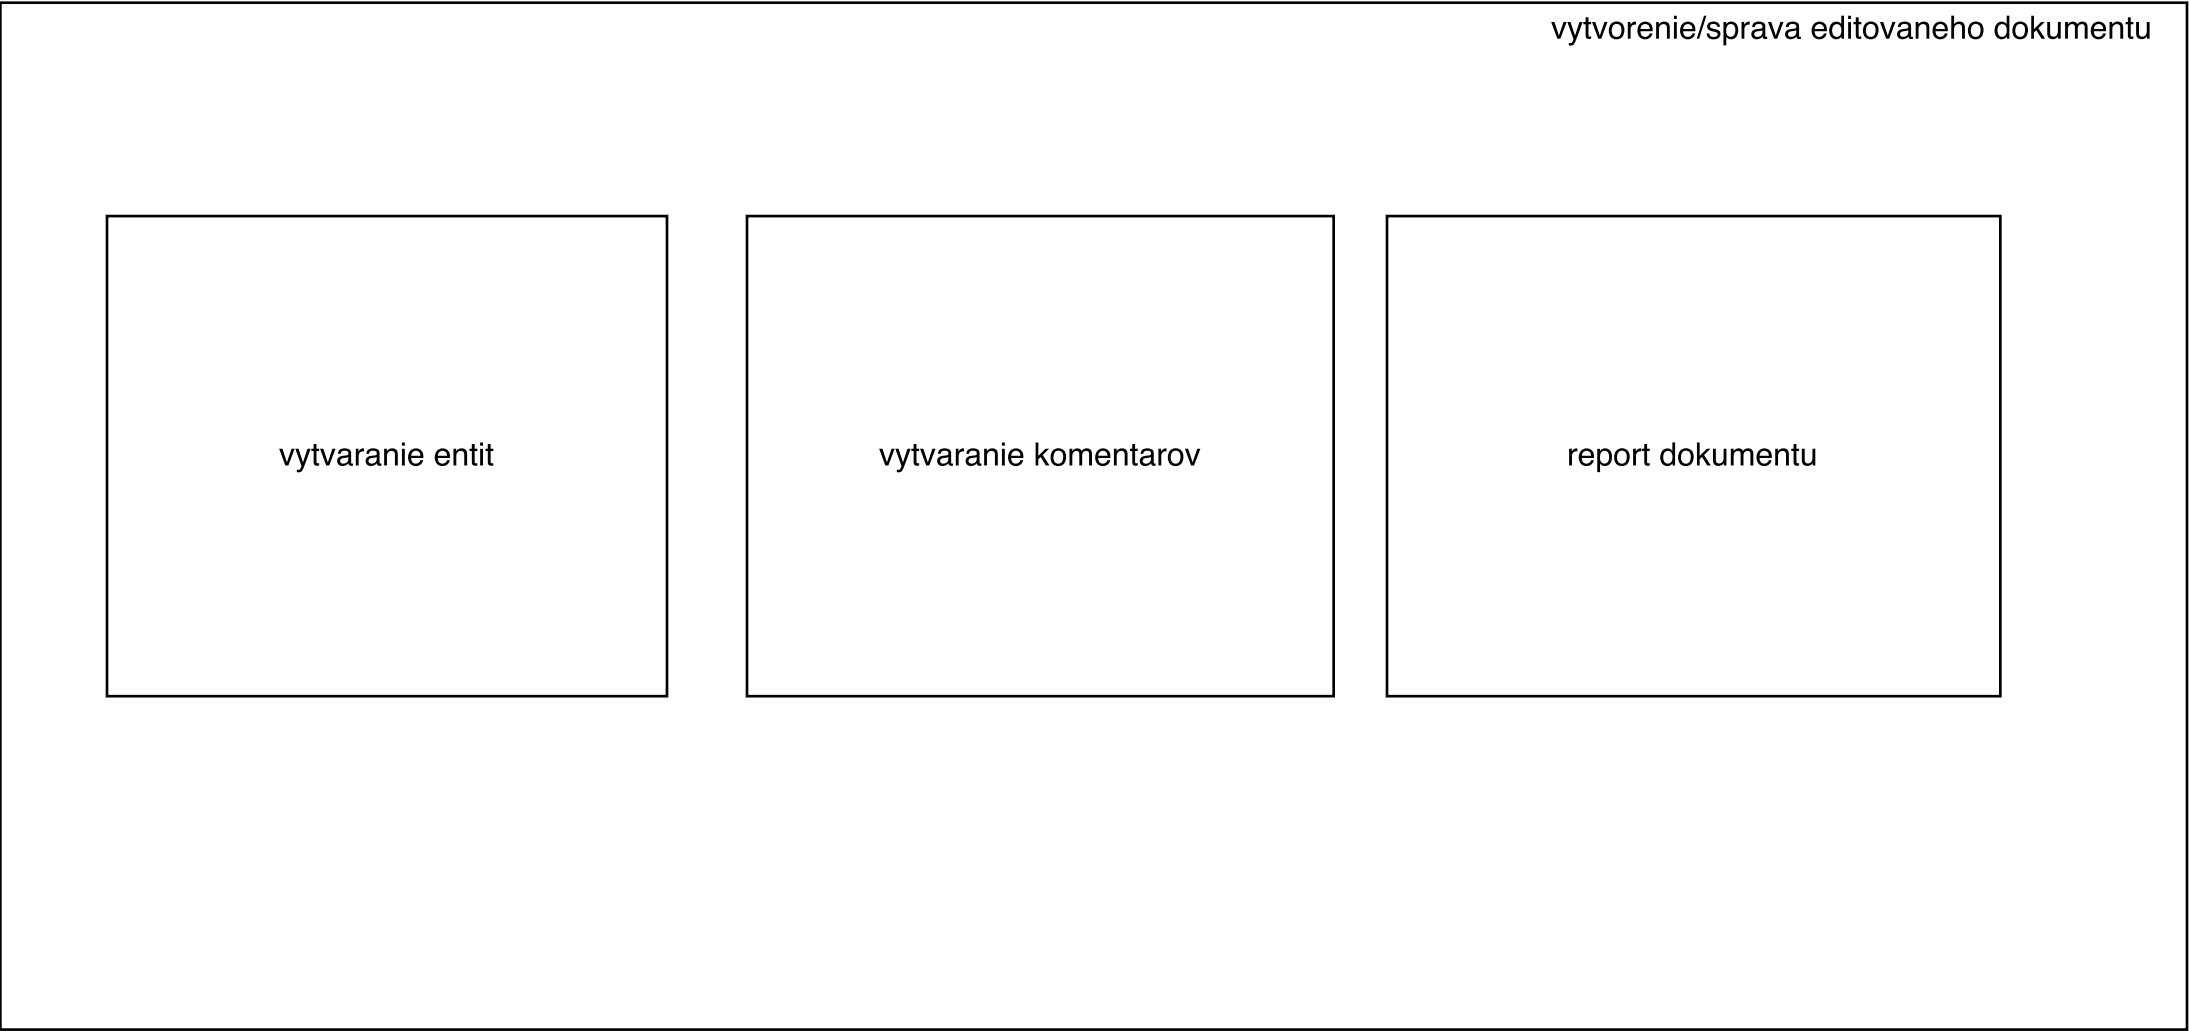 vytvorenie/sprava editovaneho dokumentu
vytvaranie entit
vytvaranie komentarov
report dokumentu